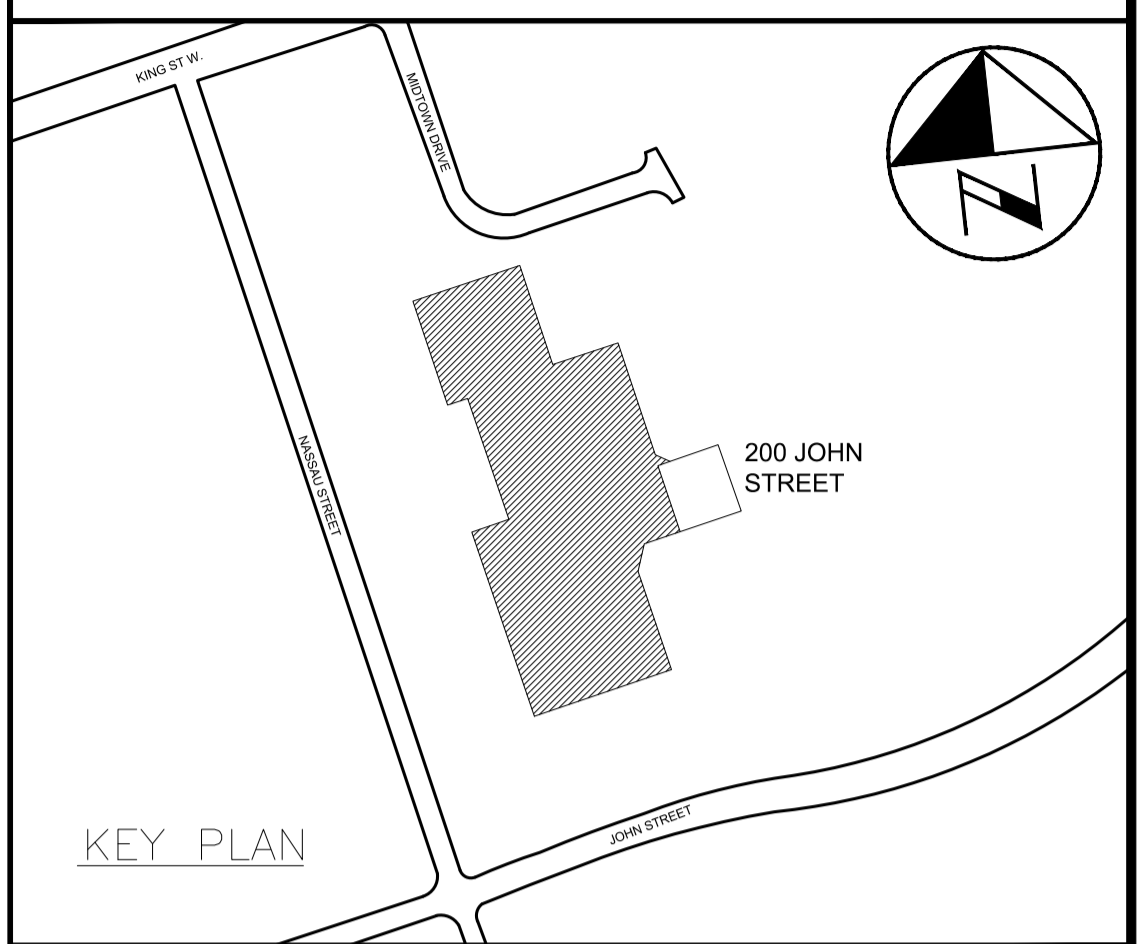 KING ST W.
MIDTOWN DRIVE
N
NASSAU STREET
200 JOHN
STREET
JOHN STREET
KEY PLAN